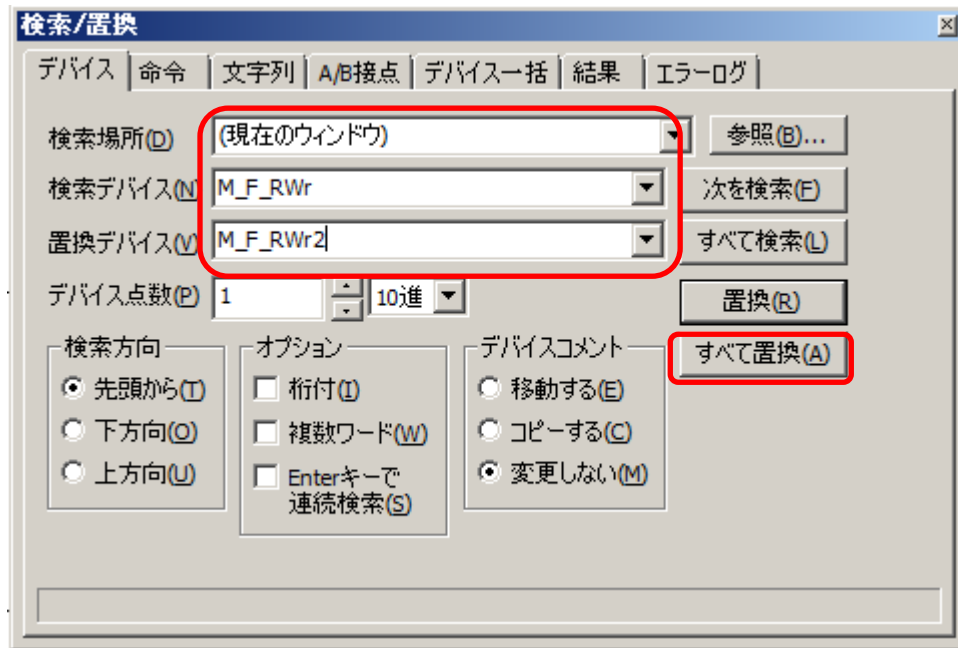 検索/置換
デバイス 命令 文字列 A/B接点 デバイス一括 結果 エラーログ
検索場所(D) (現在のウィンドウ) 参照(B)...
検索デバイス(N) M_F_RWr 次を検索(F)
置換デバイス(V) M_F_RWr2 すべて検索(L)
デバイス点数(P) 1 10進 置換(R)
検索方向 オプション デバイスコメント すべて置換(A)
先頭から(T) 桁付(I) 移動する(E)
下方向(O) 複数ワード(W) コピーする(C)
上方向(U) Enterキーで 変更しない(M)
連続検索(S)